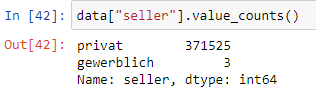 In [42]: data["seller"].value_counts()
Out[42]: privat 371525
gewerblich 3
Name: seller, dtype: int64